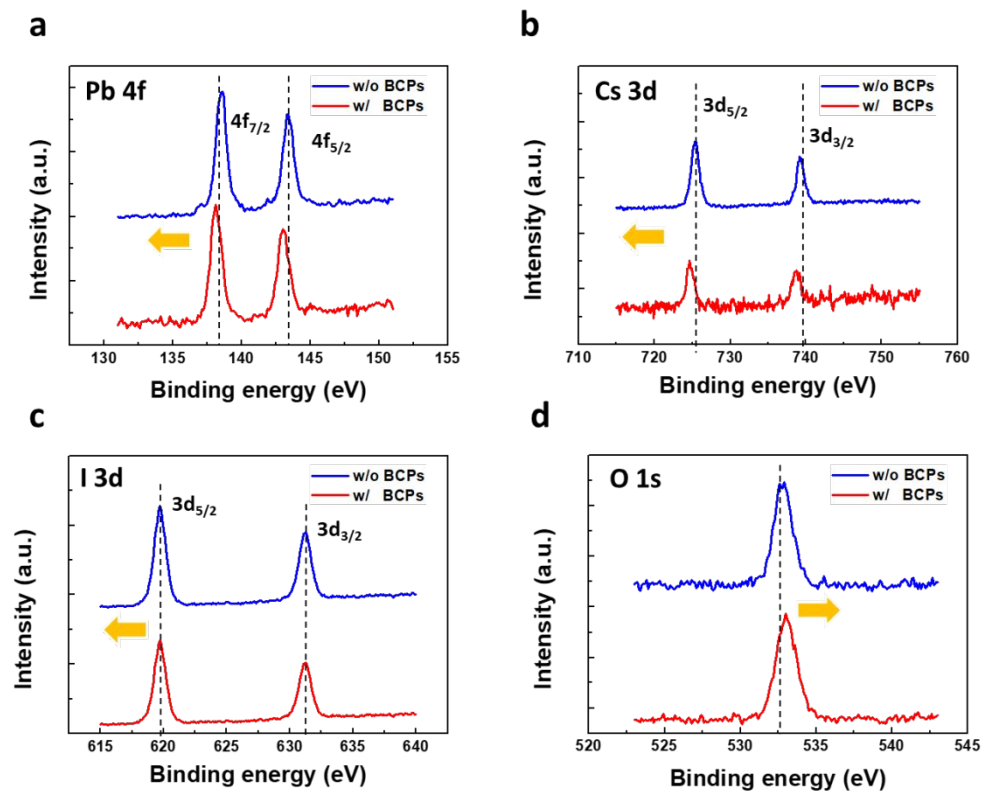 a
Pb 4f
w/o BCPs
w/ BCPs
4f7/2
4f5/2
Intensity (a.u.)
130 135 140 145 150 155
Binding energy (eV)
b
Cs 3d
w/o BCPs
w/ BCPs
3d5/2
3d3/2
Intensity (a.u.)
710 720 730 740 750 760
Binding energy (eV)
c
I 3d
w/o BCPs
w/ BCPs
3d5/2
3d3/2
Intensity (a.u.)
615 620 625 630 635 640
Binding energy (eV)
d
O 1s
w/o BCPs
w/ BCPs
Intensity (a.u.)
520 525 530 535 540 545
Binding energy (eV)